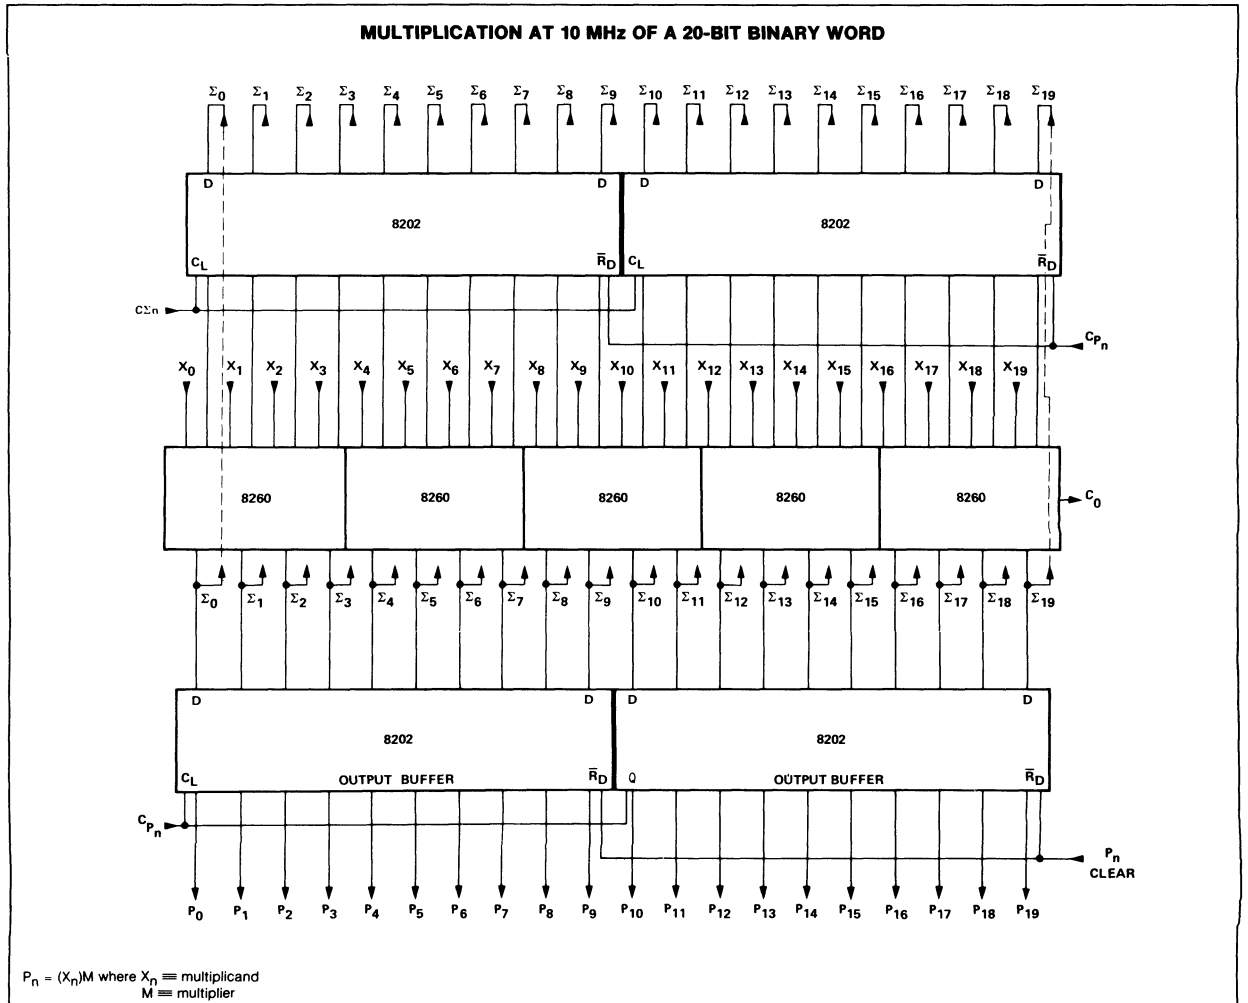 MULTIPLICATION AT 10 MHz OF A 20-BIT BINARY WORD
Σ0 Σ1 Σ2 Σ3 Σ4 Σ5 Σ6 Σ7 Σ8 Σ9 Σ10 Σ11 Σ12 Σ13 Σ14 Σ15 Σ16 Σ17 Σ18 Σ19
D D D D
8202 8202
CL R̅D CL R̅D
CΣn
CPn
X0 X1 X2 X3 X4 X5 X6 X7 X8 X9 X10 X11 X12 X13 X14 X15 X16 X17 X18 X19
8260 8260 8260 8260 8260 C0
Σ0 Σ1 Σ2 Σ3 Σ4 Σ5 Σ6 Σ7 Σ8 Σ9 Σ10 Σ11 Σ12 Σ13 Σ14 Σ15 Σ16 Σ17 Σ18 Σ19
D D D D
8202 8202
CL OUTPUT BUFFER R̅D Q OUTPUT BUFFER R̅D
CPn
Pn
CLEAR
P0 P1 P2 P3 P4 P5 P6 P7 P8 P9 P10 P11 P12 P13 P14 P15 P16 P17 P18 P19
Pn = (Xn)M where Xn ≡ multiplicand
M ≡ multiplier